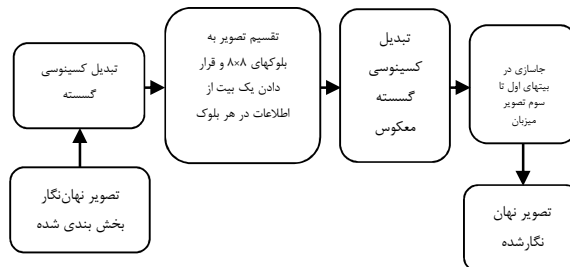 تبدیل کسینوسی
گسسته
تقسیم تصویر به
بلوکهای ۸×۸ و قرار
دادن یک بیت از
اطلاعات در هر بلوک
تبدیل
کسینوسی
گسسته
معکوس
جاسازی در
بیتهای اول تا
سوم تصویر
میزبان
تصویر نهان‌نگار
بخش بندی شده
تصویر نهان
نگارشده